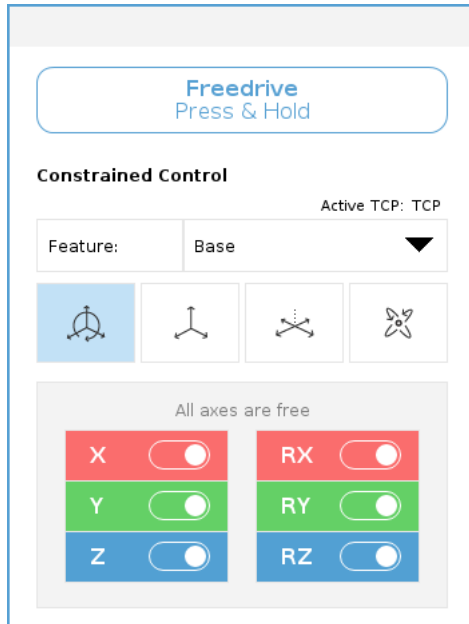 Freedrive
Press & Hold
Constrained Control
Active TCP: TCP
Feature: Base
All axes are free
X RX
Y RY
Z RZ